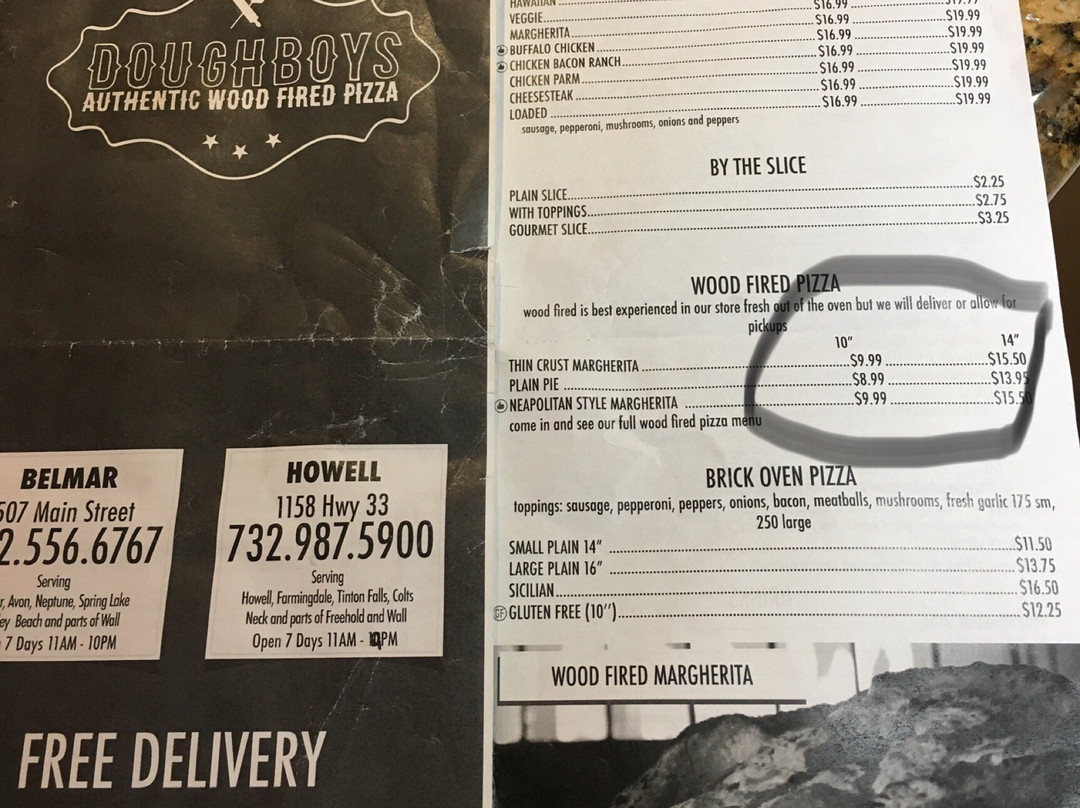 DOUGHBOYS
AUTHENTIC WOOD FIRED PIZZA
BELMAR
507 Main Street
2.556.6767
Serving
Avon, Neptune, Spring Lake
Beach and parts of Wall
7 Days 11AM - 10PM
HOWELL
1158 Hwy 33
732.987.5900
Serving
Howell, Farmingdale, Tinton Falls, Colts
Neck and parts of Freehold and Wall
Open 7 Days 11AM - PM
FREE DELIVERY
HAWAIIAN $16.99 $19.99
VEGGIE $16.99 $19.99
MARGHERITA $16.99 $19.99
BUFFALO CHICKEN $16.99 $19.99
CHICKEN BACON RANCH $16.99 $19.99
CHICKEN PARM $16.99 $19.99
CHEESESTEAK $16.99 $19.99
LOADED $16.99 $19.99
sausage, pepperoni, mushrooms, onions and peppers
BY THE SLICE
PLAIN SLICE $2.25
WITH TOPPINGS $2.75
GOURMET SLICE $3.25
WOOD FIRED PIZZA
wood fired is best experienced in our store fresh out of the oven but we will deliver or allow for
pickups
10" 14"
THIN CRUST MARGHERITA $9.99 $15.50
PLAIN PIE $8.99 $13.95
NEAPOLITAN STYLE MARGHERITA $9.99 $15.50
come in and see our full wood fired pizza menu
BRICK OVEN PIZZA
toppings: sausage, pepperoni, peppers, onions, bacon, meatballs, mushrooms, fresh garlic 175 sm,
250 large
SMALL PLAIN 14" $11.50
LARGE PLAIN 16" $13.75
SICILIAN $16.50
GF GLUTEN FREE (10'') $12.25
WOOD FIRED MARGHERITA